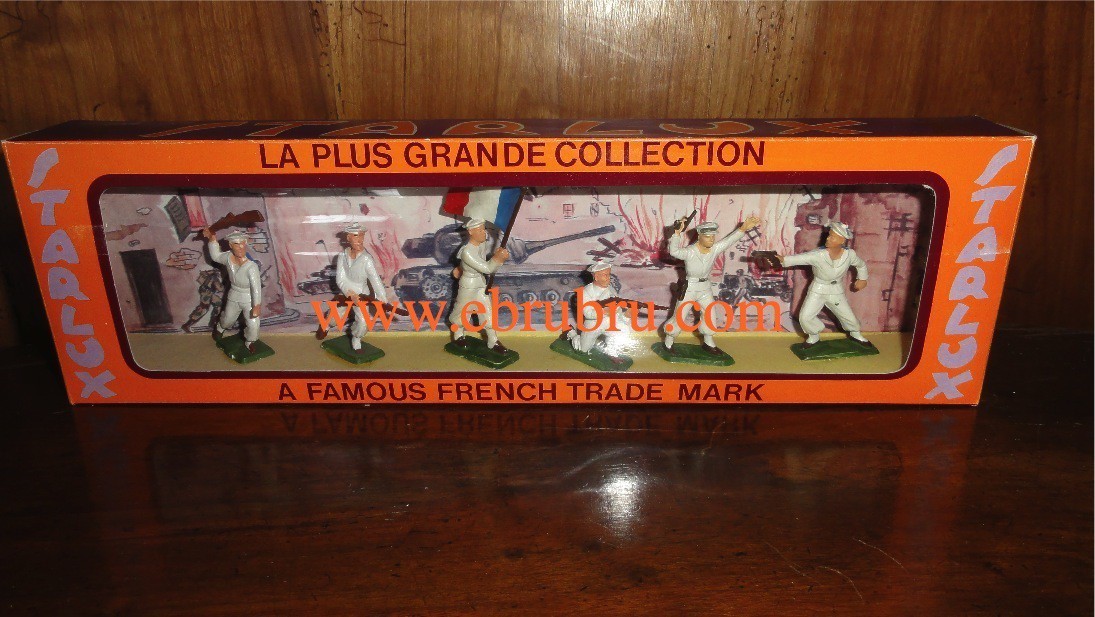 STARLUX
LA PLUS GRANDE COLLECTION
STARLUX
STARLUX
www.ebrubru.com
A FAMOUS FRENCH TRADE MARK